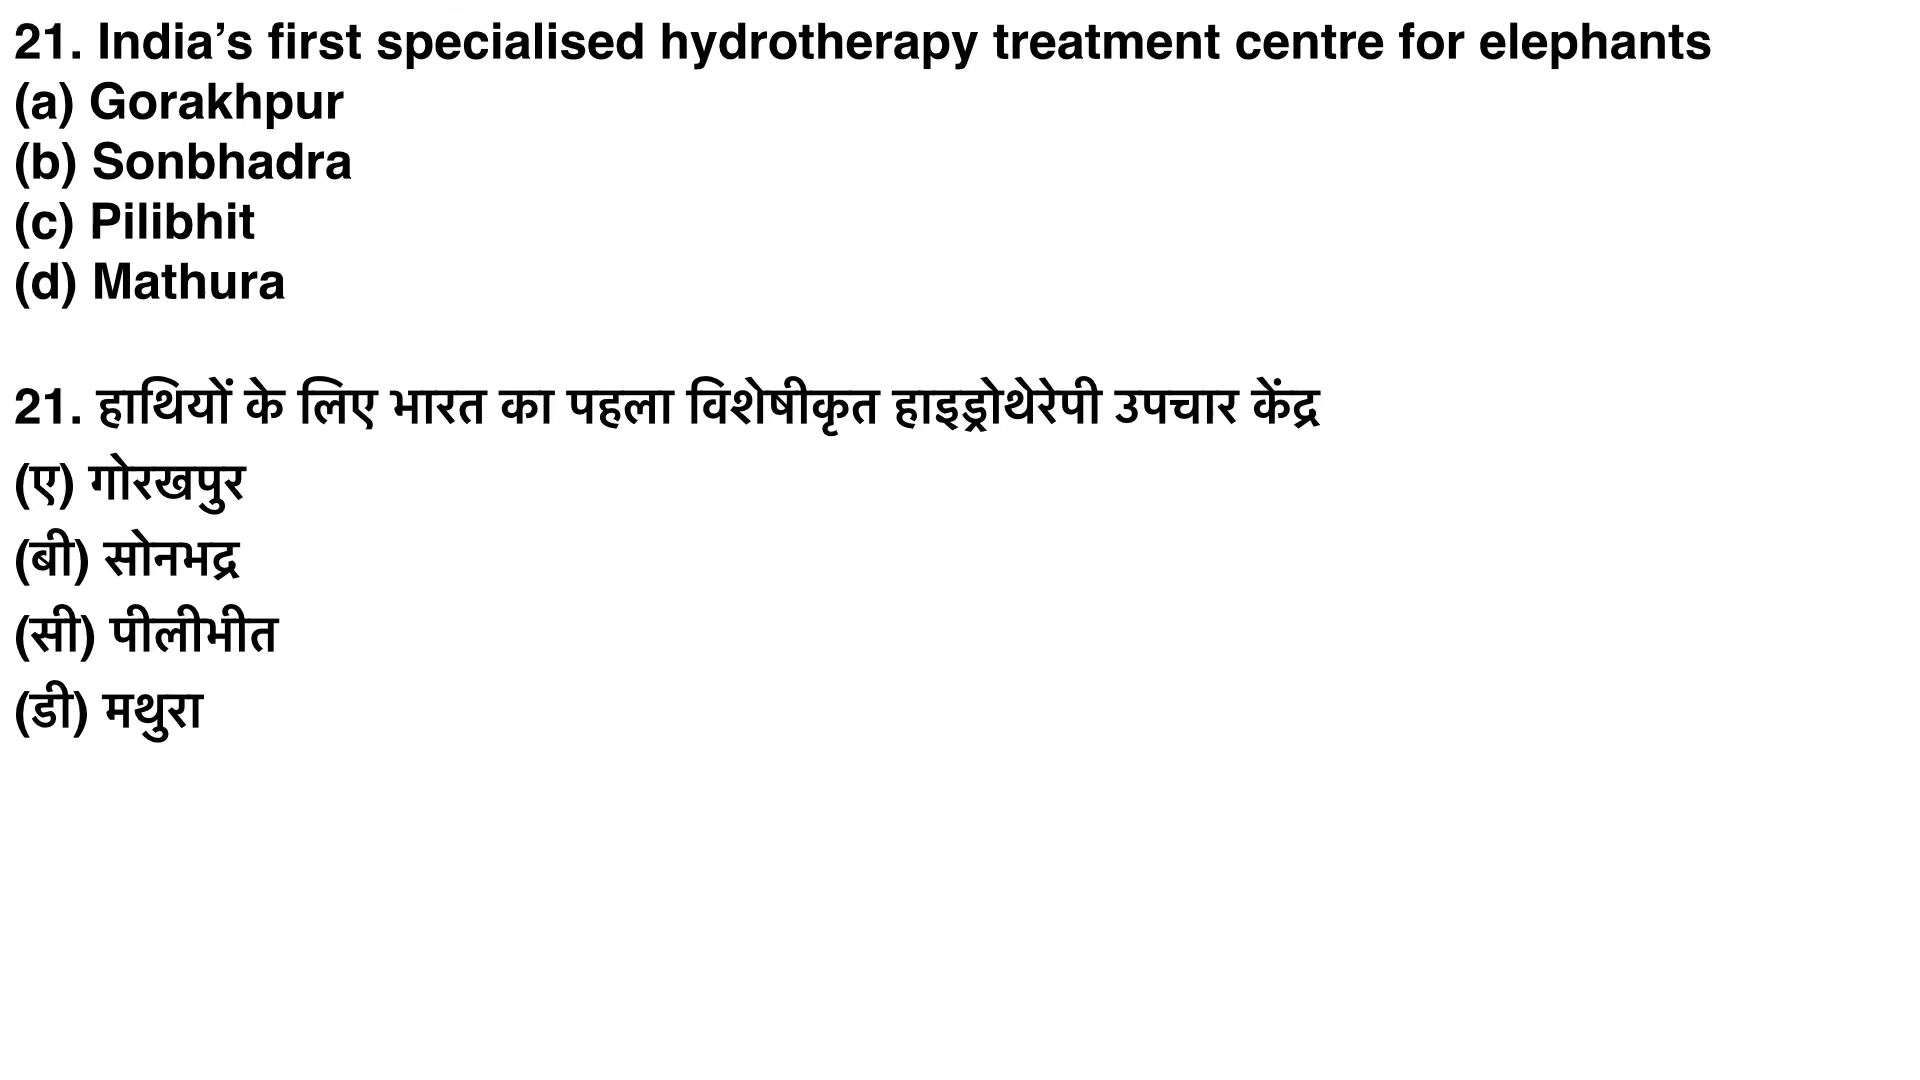 21. India’s first specialised hydrotherapy treatment centre for elephants
(a) Gorakhpur
(b) Sonbhadra
(c) Pilibhit
(d) Mathura
21. हाथियों के लिए भारत का पहला विशेषीकृत हाइड्रोथेरेपी उपचार केंद्र
(ए) गोरखपुर
(बी) सोनभद्र
(सी) पीलीभीत
(डी) मथुरा